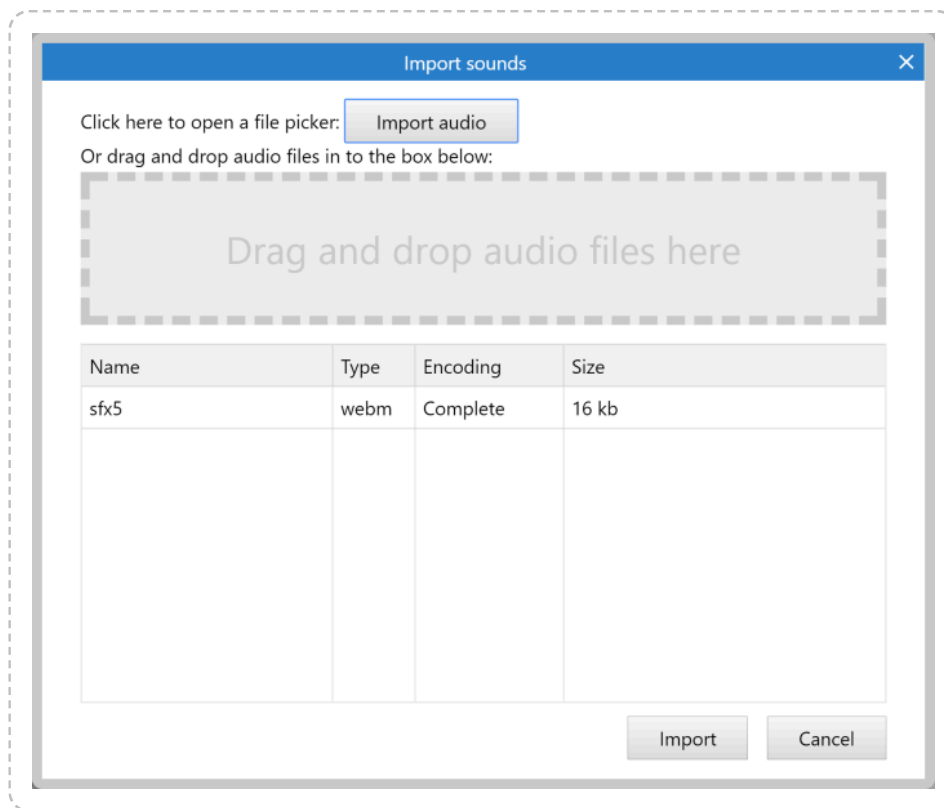 Import sounds
Click here to open a file picker: Import audio
Or drag and drop audio files in to the box below:
Drag and drop audio files here
Name Type Encoding Size
sfx5 webm Complete 16 kb
Import Cancel